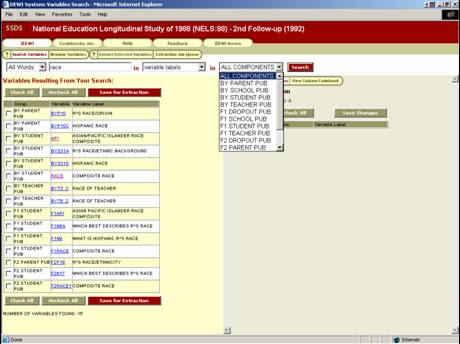 DEWI System: Variables Search - Microsoft Internet Explorer
File Edit View Favorites Tools Help
SSDS National Education Longitudinal Study of 1988 (NELS:88) - 2nd Follow-up (1992)
DEWI Codebooks, etc. Help Feedback DEWI Home
? Search Variables Browse Variables ? Extract Selected Variables Extraction Job Queue
All Words race in variable labels in ALL COMPONENTS Search
ALL COMPONENTS
BY PARENT PUB
BY SCHOOL PUB
BY STUDENT PUB
BY TEACHER PUB
F1 DROPOUT PUB
F1 SCHOOL PUB
F1 STUDENT PUB
F1 TEACHER PUB
F2 DROPOUT PUB
F2 PARENT PUB
View Custom Codebook
Check All Save Changes
Variable Label
Variables Resulting From Your Search:
Check All Uncheck All Save for Extraction
Comp. Variable Variable Label
BY PARENT PUB BYP10 R^S RACE/ORIGIN
BY PARENT PUB BYP10C HISPANIC RACE
BY STUDENT PUB API ASIAN/PACIFIC ISLANDER RACE COMPOSITE
BY STUDENT PUB BYS31A R^S RACE/ETHNIC BACKGROUND
BY STUDENT PUB BYS31D HISPANIC RACE
BY STUDENT PUB RACE COMPOSITE RACE
BY TEACHER PUB BYT3_2 RACE OF TEACHER
BY TEACHER PUB RACE OF TEACHER
F1 STUDENT PUB F1API ASIAN PACIFIC ISLANDER RACE COMPOSITE
F1 STUDENT PUB F1N8A WHICH BEST DESCRIBES R^S RACE
F1 STUDENT PUB F1N9 WHAT IS HISPANIC R^S RACE
F1 STUDENT PUB F1RACE COMPOSITE RACE
F2 PARENT PUB F2P19 R^S RACE/ETHNICITY
F2 STUDENT PUB F2N17 WHICH BEST DESCRIBES R^S RACE
F2 STUDENT PUB F2RACE1 COMPOSITE RACE
Check All Uncheck All Save for Extraction
NUMBER OF VARIABLES FOUND: 15
Done Internet